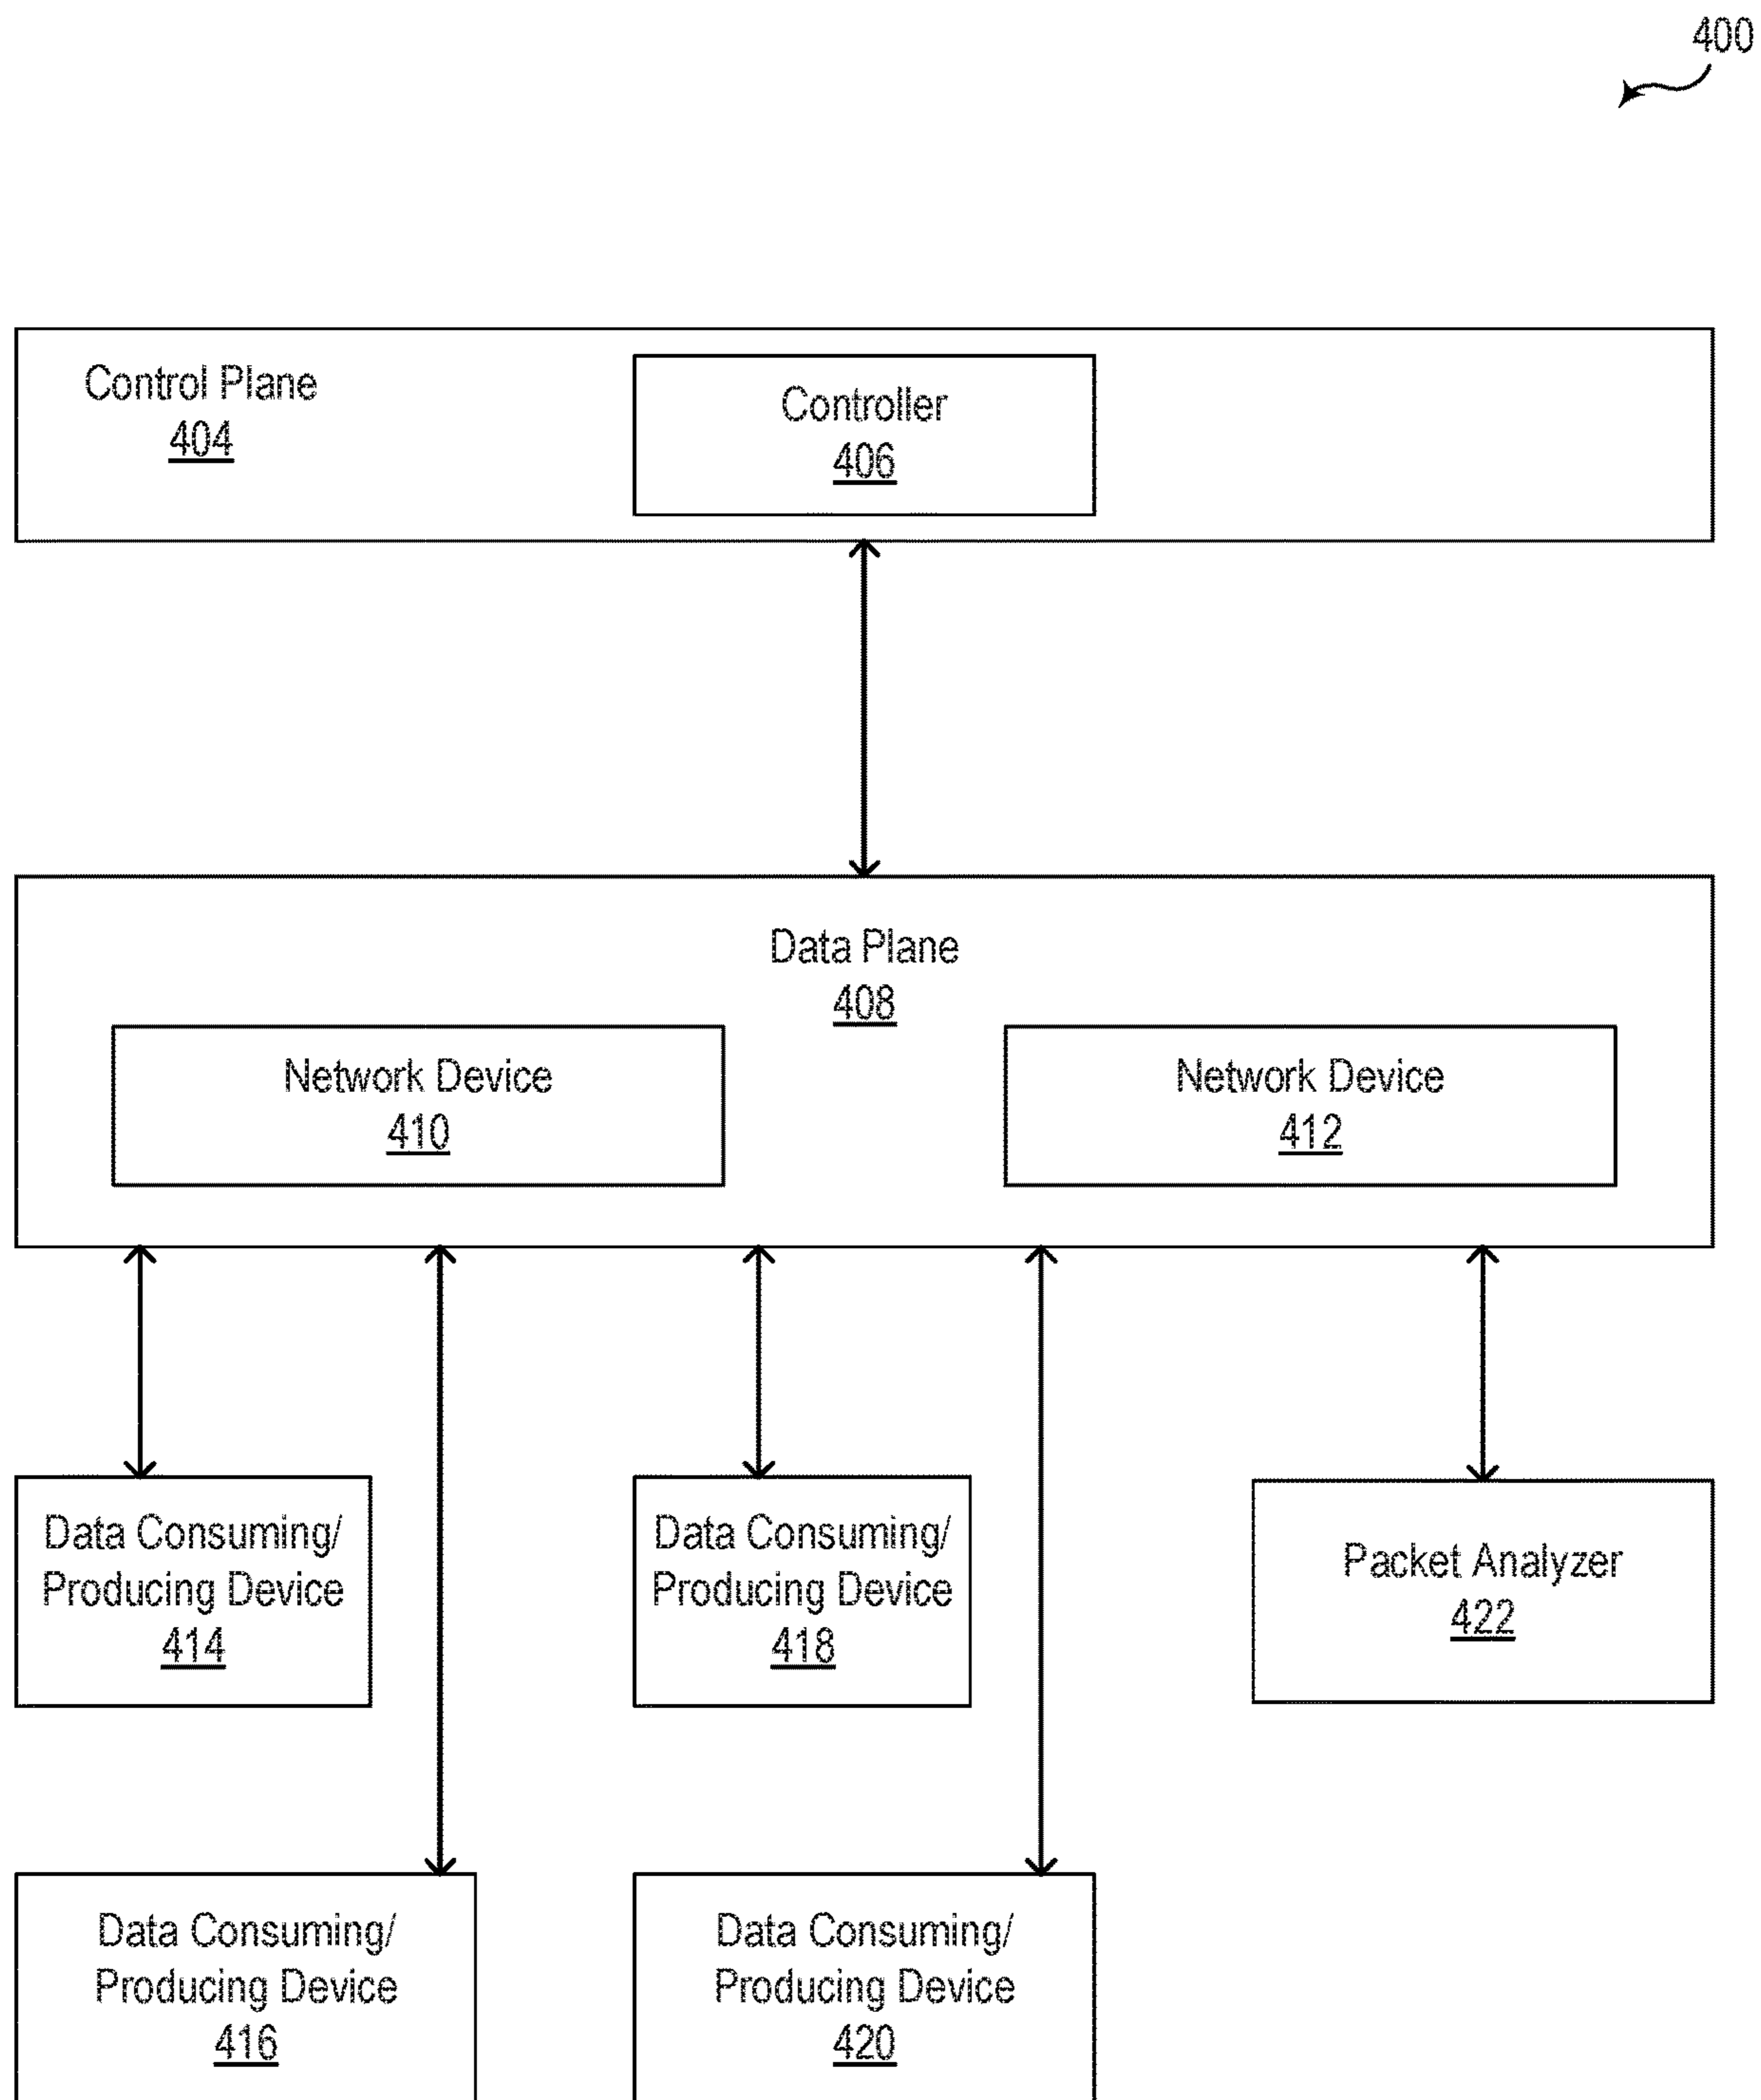 400
Control Plane
404
Controller
406
Data Plane
408
Network Device
410
Network Device
412
Data Consuming/
Producing Device
414
Data Consuming/
Producing Device
418
Packet Analyzer
422
Data Consuming/
Producing Device
416
Data Consuming/
Producing Device
420